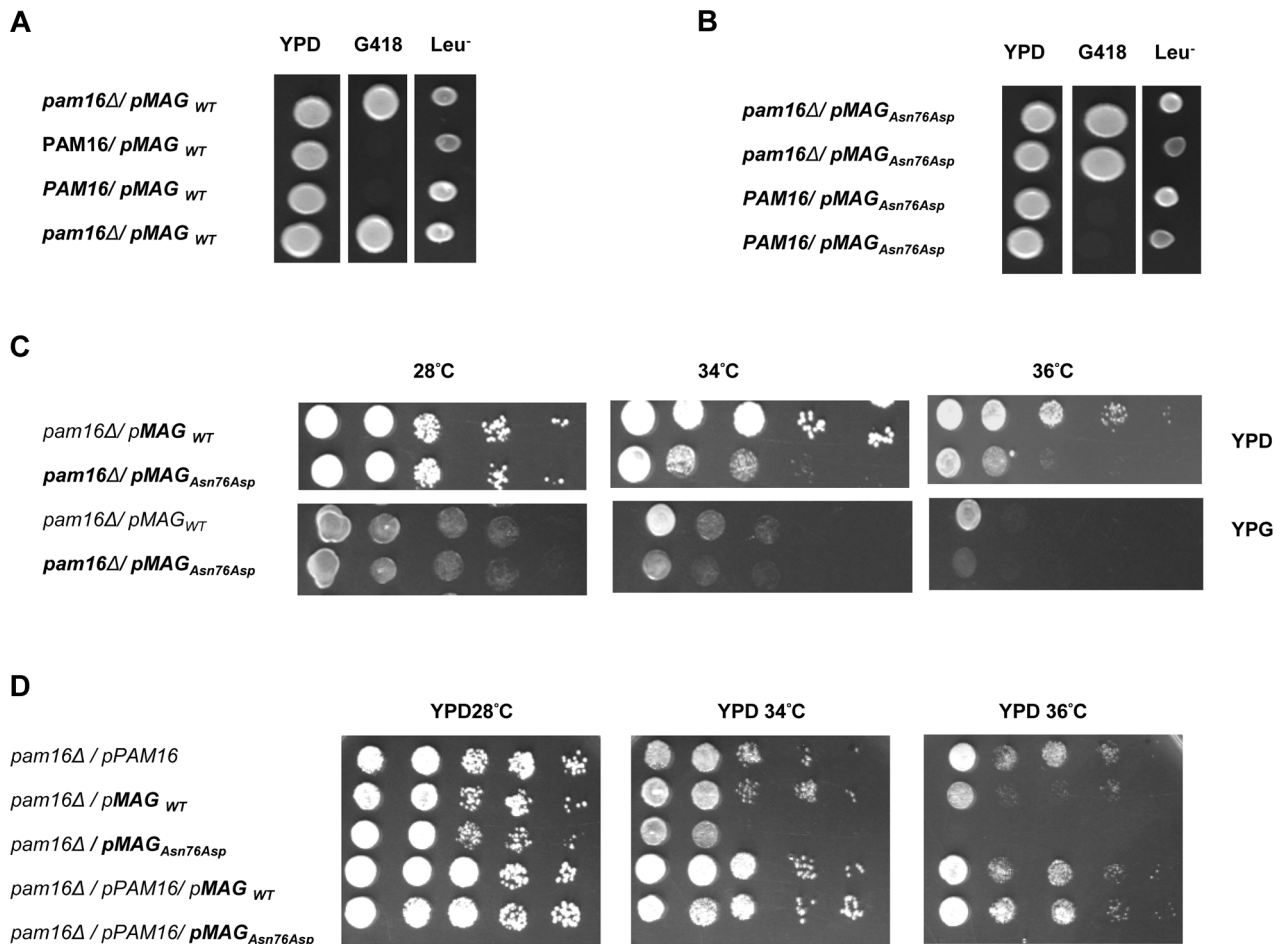 A
YPD G418 Leu⁻
pam16Δ/ pMAG WT
PAM16/ pMAG WT
PAM16/ pMAG WT
pam16Δ/ pMAG WT
B
YPD G418 Leu⁻
pam16Δ/ pMAGAsn76Asp
pam16Δ/ pMAGAsn76Asp
PAM16/ pMAGAsn76Asp
PAM16/ pMAGAsn76Asp
C
28°C 34°C 36°C
pam16Δ/ pMAG WT
pam16Δ/ pMAGAsn76Asp
YPD
pam16Δ/ pMAGWT
pam16Δ/ pMAGAsn76Asp
YPG
D
YPD28°C YPD 34°C YPD 36°C
pam16Δ / pPAM16
pam16Δ / pMAG WT
pam16Δ / pMAGAsn76Asp
pam16Δ / pPAM16/ pMAG WT
pam16Δ / pPAM16/ pMAGAsn76Asp